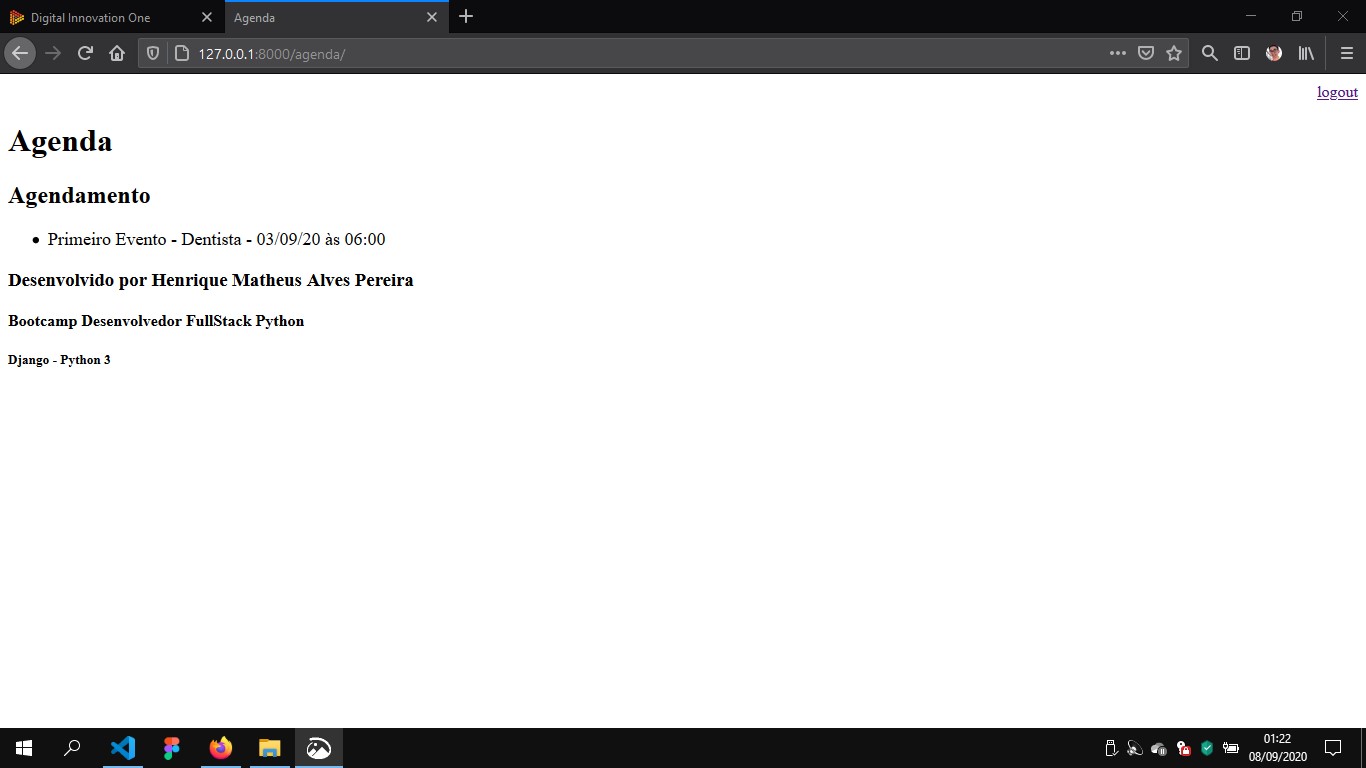 Digital Innovation One
Agenda
127.0.0.1:8000/agenda/
logout
Agenda
Agendamento
Primeiro Evento - Dentista - 03/09/20 às 06:00
Desenvolvido por Henrique Matheus Alves Pereira
Bootcamp Desenvolvedor FullStack Python
Django - Python 3
01:22
08/09/2020